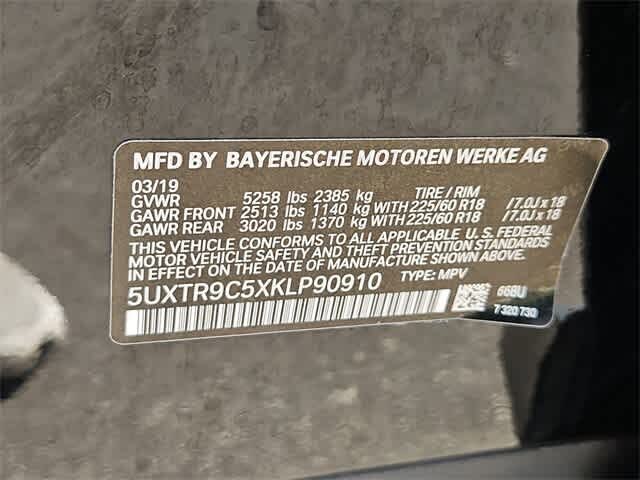 MFD BY BAYERISCHE MOTOREN WERKE AG
03/19 TIRE / RIM
GVWR 5258 lbs 2385 kg
GAWR FRONT 2513 lbs 1140 kg WITH 225/60 R18 /7.0J x 18
GAWR REAR 3020 lbs 1370 kg WITH 225/60 R18 /7.0J x 18
THIS VEHICLE CONFORMS TO ALL APPLICABLE U. S. FEDERAL
MOTOR VEHICLE SAFETY, AND THEFT PREVENTION STANDARDS
IN EFFECT ON THE DATE OF MANUFACTURE SHOWN ABOVE.
5UXTR9C5XKLP90910 TYPE: MPV
668U
7 320 730